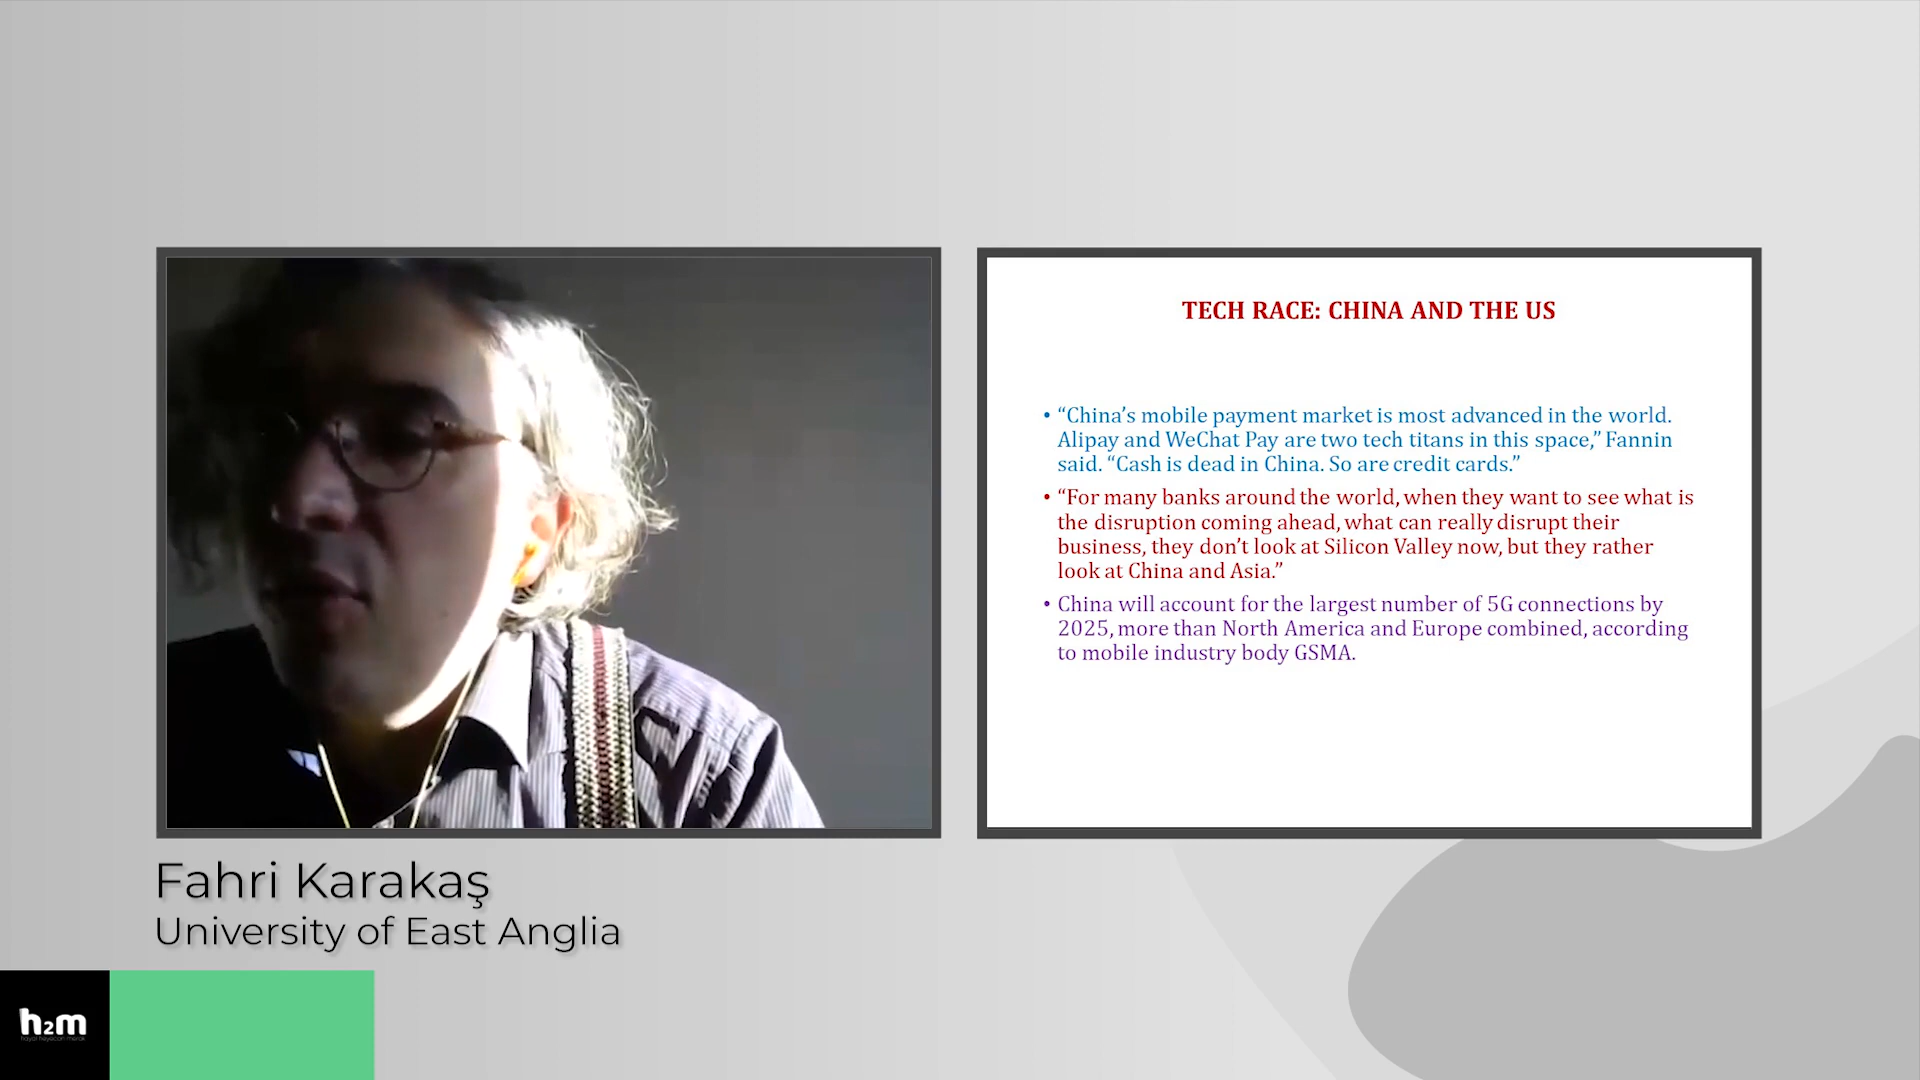 TECH RACE: CHINA AND THE US
• “China’s mobile payment market is most advanced in the world.
Alipay and WeChat Pay are two tech titans in this space,” Fannin
said. “Cash is dead in China. So are credit cards.”
• “For many banks around the world, when they want to see what is
the disruption coming ahead, what can really disrupt their
business, they don’t look at Silicon Valley now, but they rather
look at China and Asia.”
• China will account for the largest number of 5G connections by
2025, more than North America and Europe combined, according
to mobile industry body GSMA.
Fahri Karakaş
University of East Anglia
h2m
hayal heyecan merak